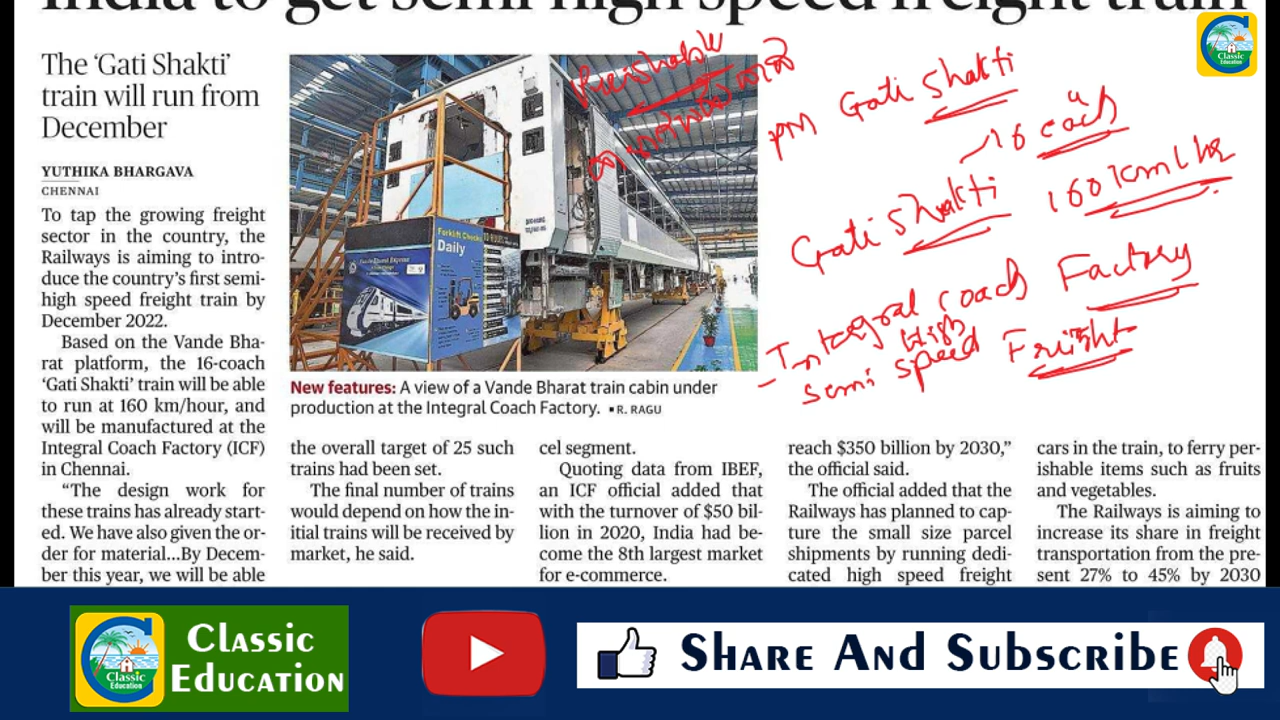 India to get semi-high speed freight train
The ‘Gati Shakti’
train will run from
December
YUTHIKA BHARGAVA
CHENNAI
To tap the growing freight
sector in the country, the
Railways is aiming to intro-
duce the country’s first semi-
high speed freight train by
December 2022.
Based on the Vande Bha-
rat platform, the 16-coach
‘Gati Shakti’ train will be able
to run at 160 km/hour, and
will be manufactured at the
Integral Coach Factory (ICF)
in Chennai.
“The design work for
these trains has already start-
ed. We have also given the or-
der for material...By Decem-
ber this year, we will be able
Perishable
Forklift Checks
Daily
New features: A view of a Vande Bharat train cabin under
production at the Integral Coach Factory. ▪ R. RAGU
the overall target of 25 such
trains had been set.
The final number of trains
would depend on how the in-
itial trains will be received by
market, he said.
cel segment.
Quoting data from IBEF,
an ICF official added that
with the turnover of $50 bil-
lion in 2020, India had be-
come the 8th largest market
for e-commerce.
PM Gati Shakti
16 coach
Gati Shakti 160 km/hr
- Integral Coach Factory
Semi High speed Freight
reach $350 billion by 2030,”
the official said.
The official added that the
Railways has planned to cap-
ture the small size parcel
shipments by running dedi-
cated high speed freight
cars in the train, to ferry per-
ishable items such as fruits
and vegetables.
The Railways is aiming to
increase its share in freight
transportation from the pre-
sent 27% to 45% by 2030
Classic
Education
Classic
Education
Classic
Education
SHARE AND SUBSCRIBE